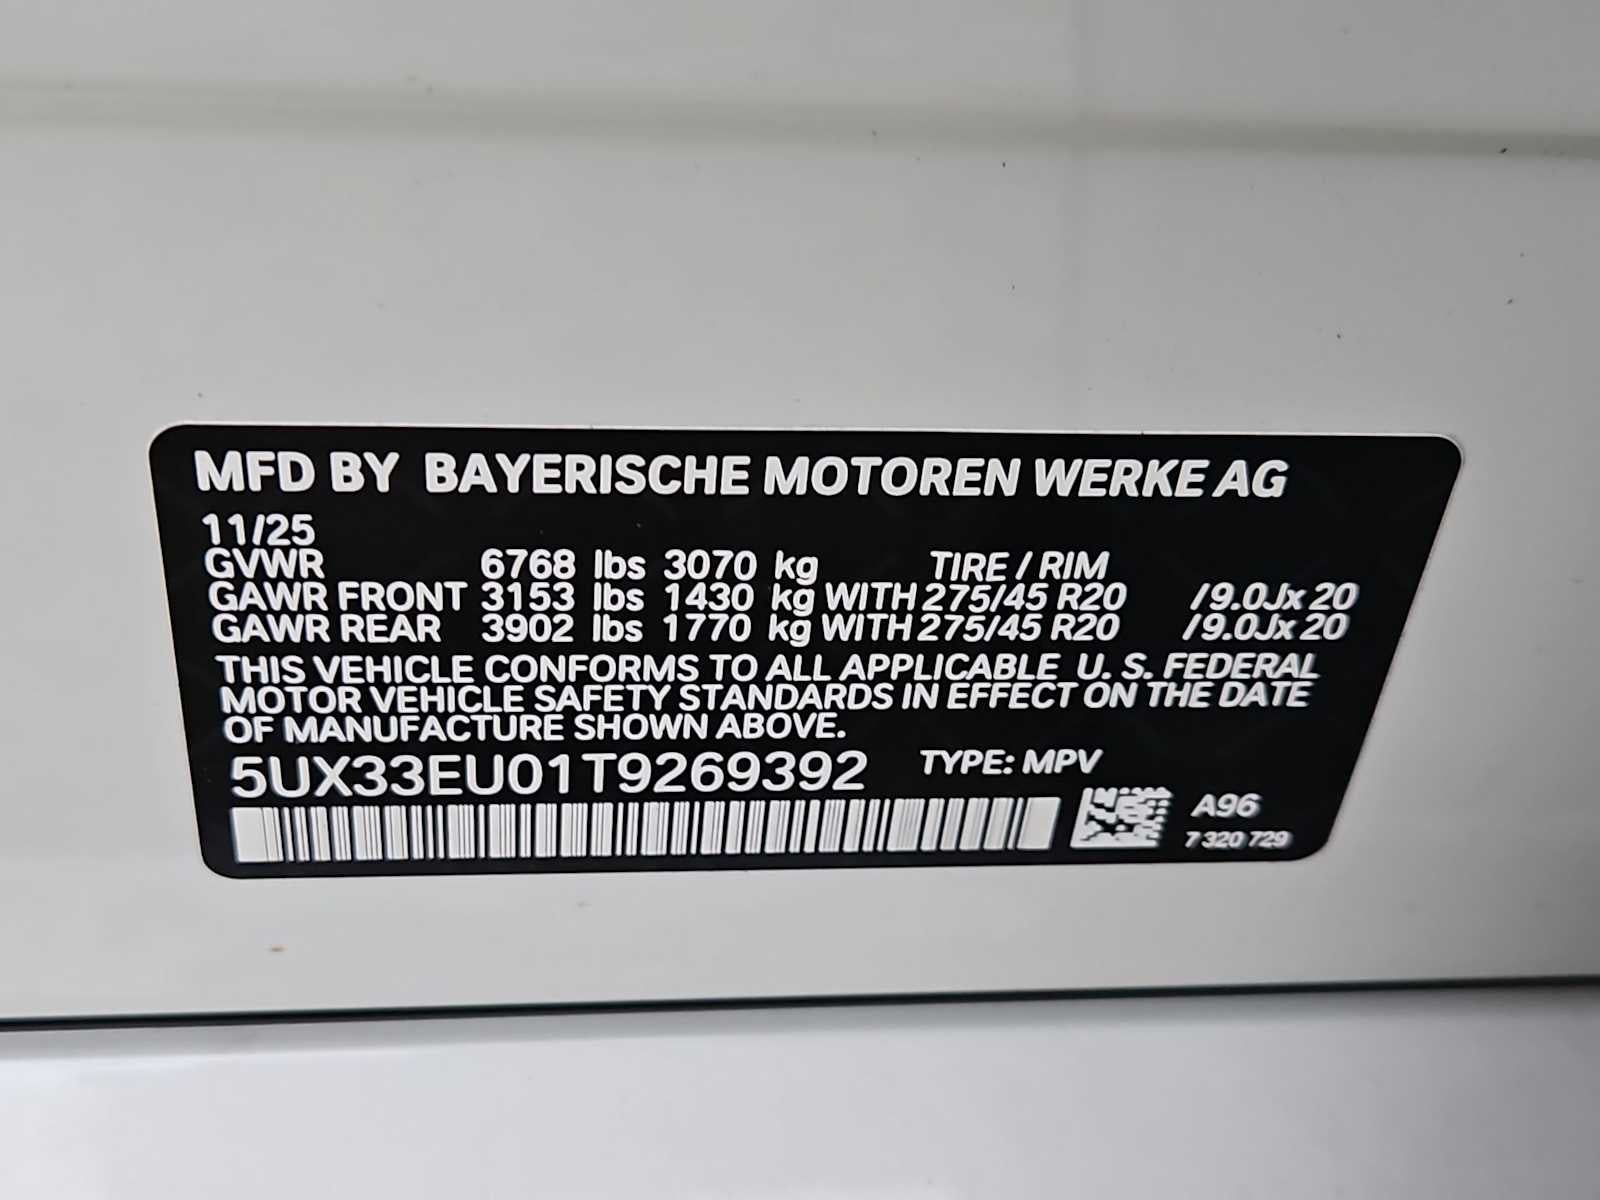 MFD BY BAYERISCHE MOTOREN WERKE AG
11/25
GVWR 6768 lbs 3070 kg TIRE / RIM
GAWR FRONT 3153 lbs 1430 kg WITH 275/45 R20 / 9.0Jx 20
GAWR REAR 3902 lbs 1770 kg WITH 275/45 R20 / 9.0Jx 20
THIS VEHICLE CONFORMS TO ALL APPLICABLE U. S. FEDERAL
MOTOR VEHICLE SAFETY STANDARDS IN EFFECT ON THE DATE
OF MANUFACTURE SHOWN ABOVE.
5UX33EU01T9269392 TYPE: MPV
A96
7 320 729